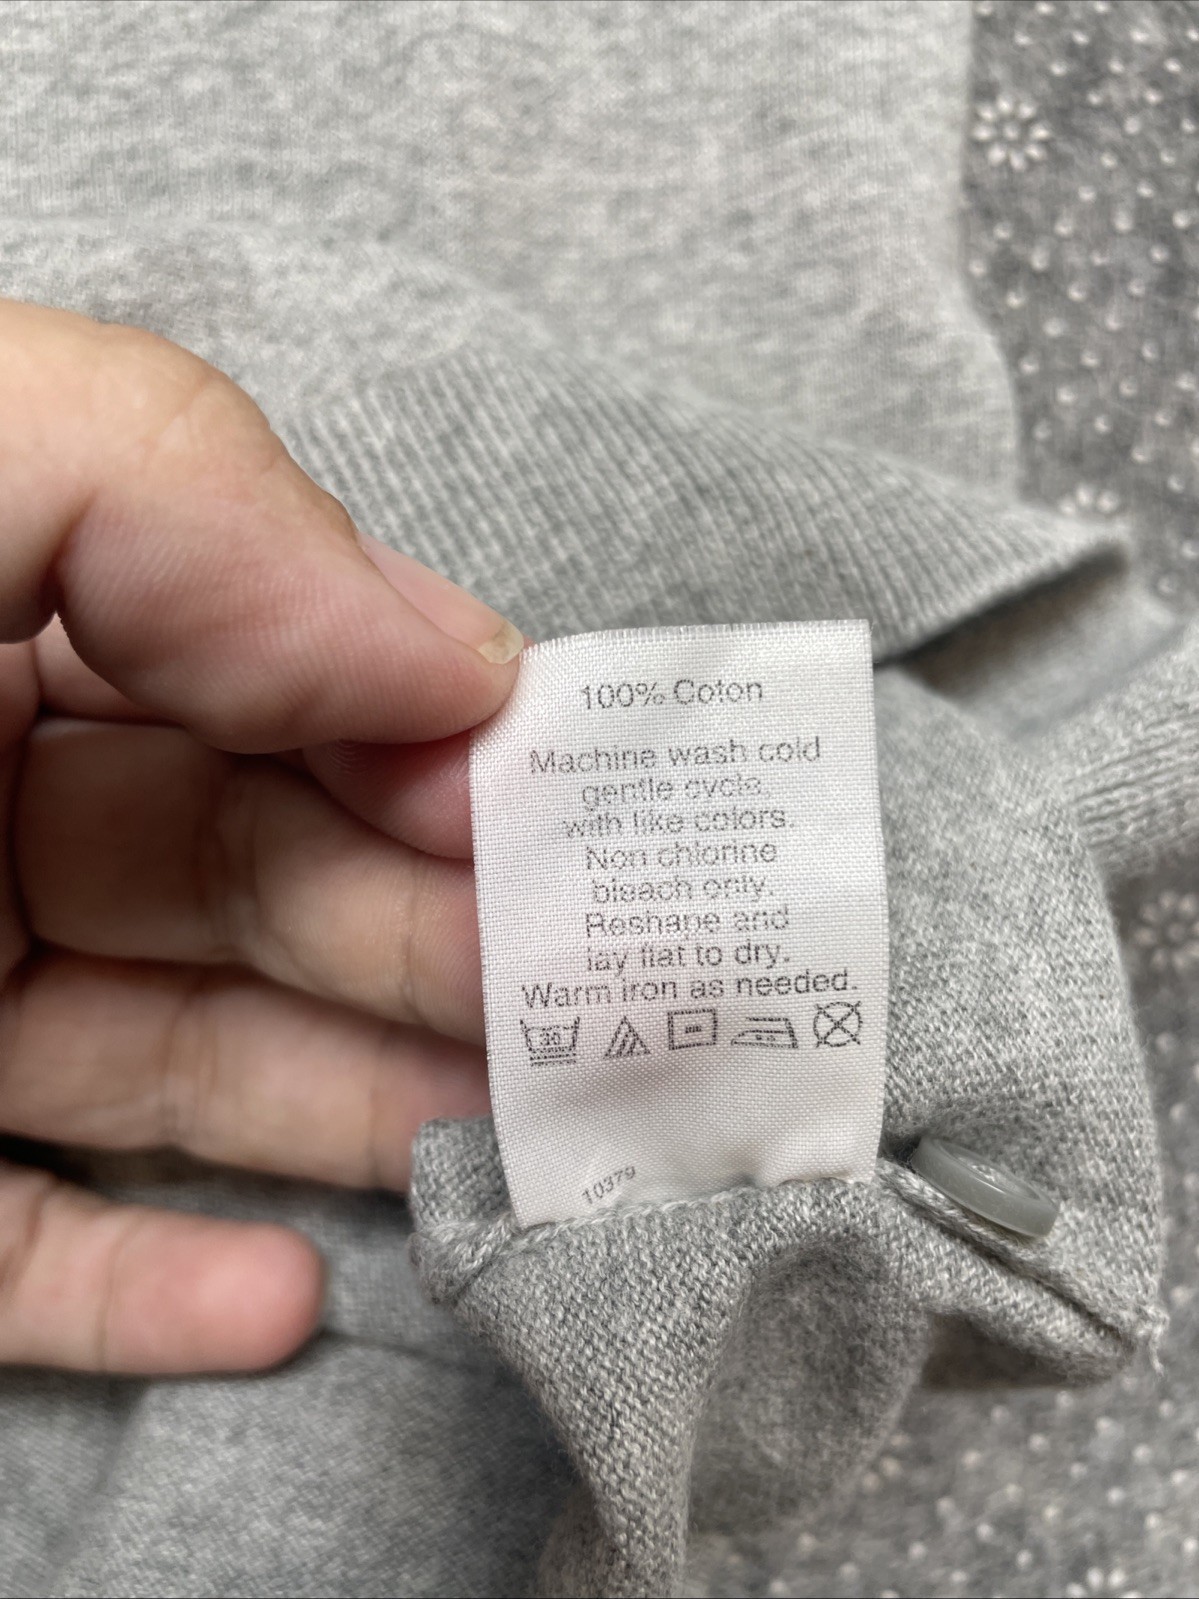 100% Coton
Machine wash cold
gentle cycle.
with like colors.
Non chlorine
bleach only.
Reshape and
lay flat to dry.
Warm iron as needed.
30
10379